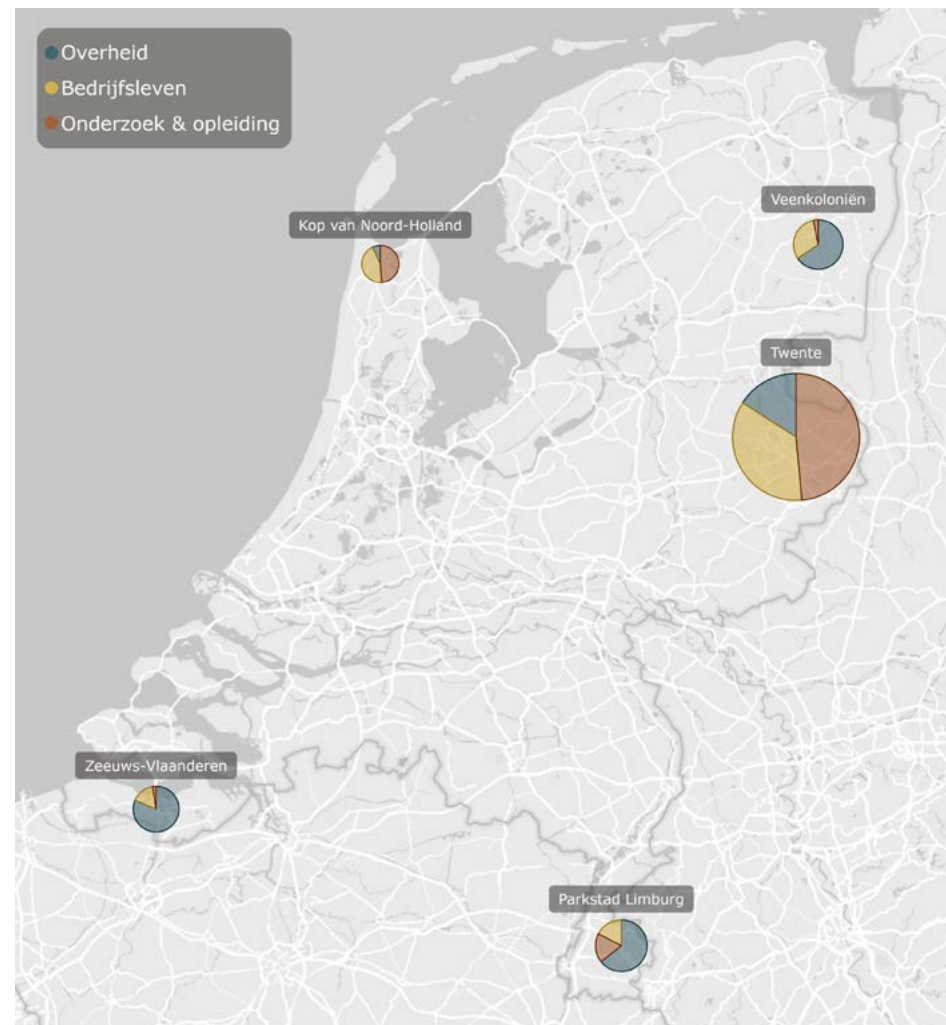 Overheid
Bedrijfsleven
Onderzoek & opleiding
Veenkoloniën
Kop van Noord-Holland
Twente
Zeeuws-Vlaanderen
Parkstad Limburg